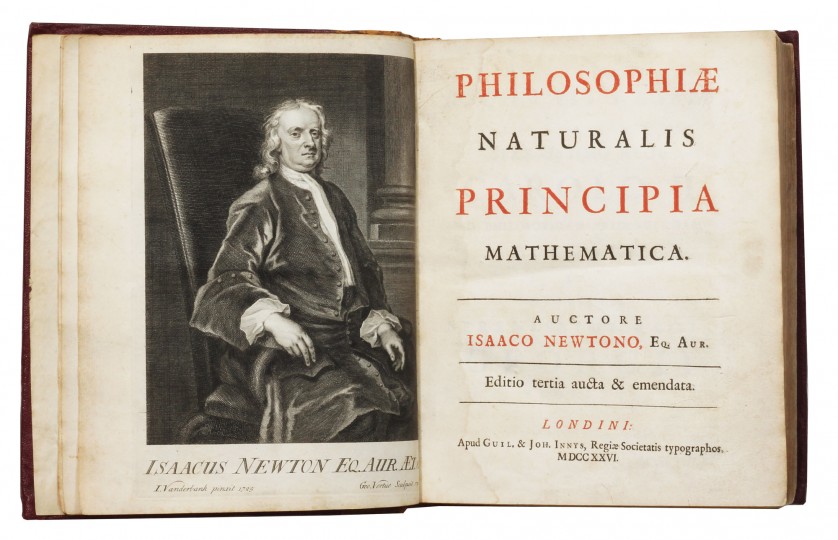 ISAACUS NEWTON EQ. AUR. Æ
I. Vanderbank pinxit 1725
Geo. Vertue Sculpsit
PHILOSOPHIÆ
NATURALIS
PRINCIPIA
MATHEMATICA.
AUCTORE
ISAACO NEWTONO, EQ. AUR.
Editio tertia aucta & emendata.
LONDINI:
Apud GUIL. & JOH. INNYS, Regiæ Societatis typographos.
MDCCXXVI.